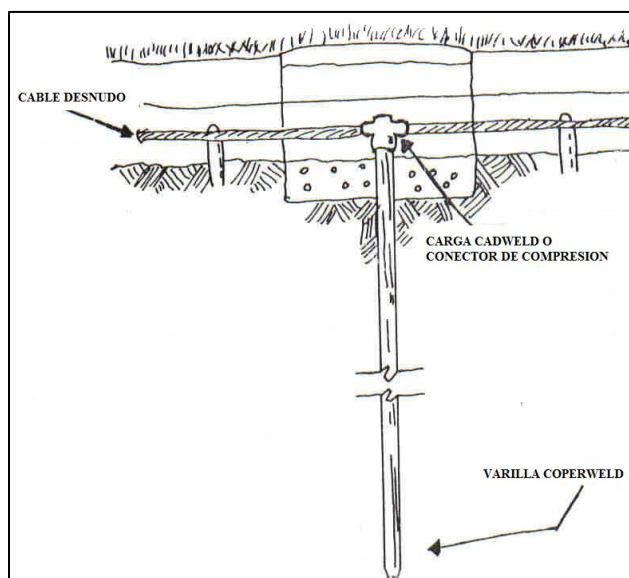 CABLE DESNUDO
CARGA CADWELD O
CONECTOR DE COMPRESION
VARILLA COPERWELD